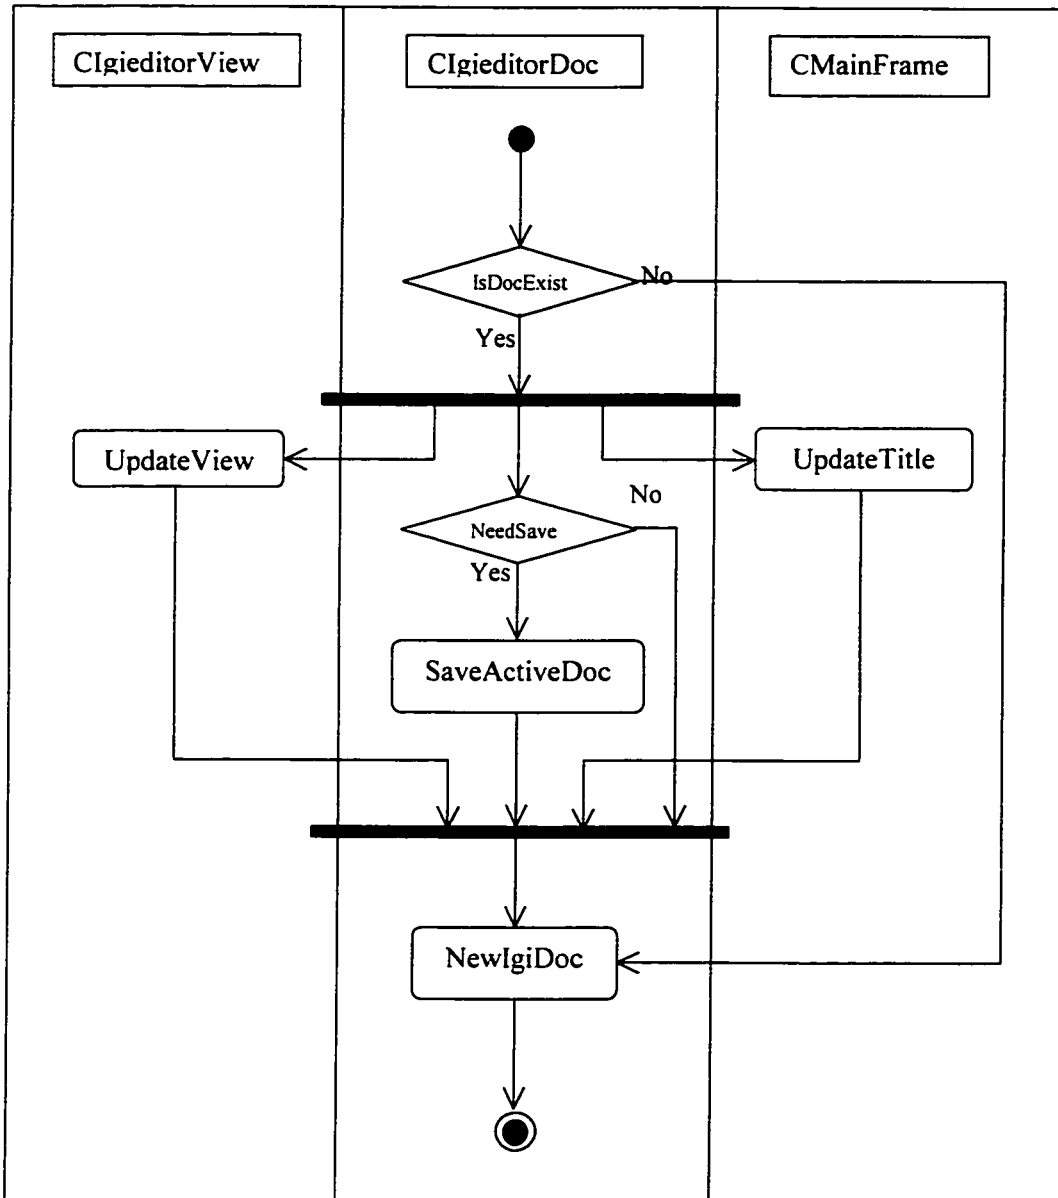 CIgieditorView
CIgieditorDoc
CMainFrame
IsDocExist
No
Yes
UpdateView
UpdateTitle
No
NeedSave
Yes
SaveActiveDoc
NewIgiDoc